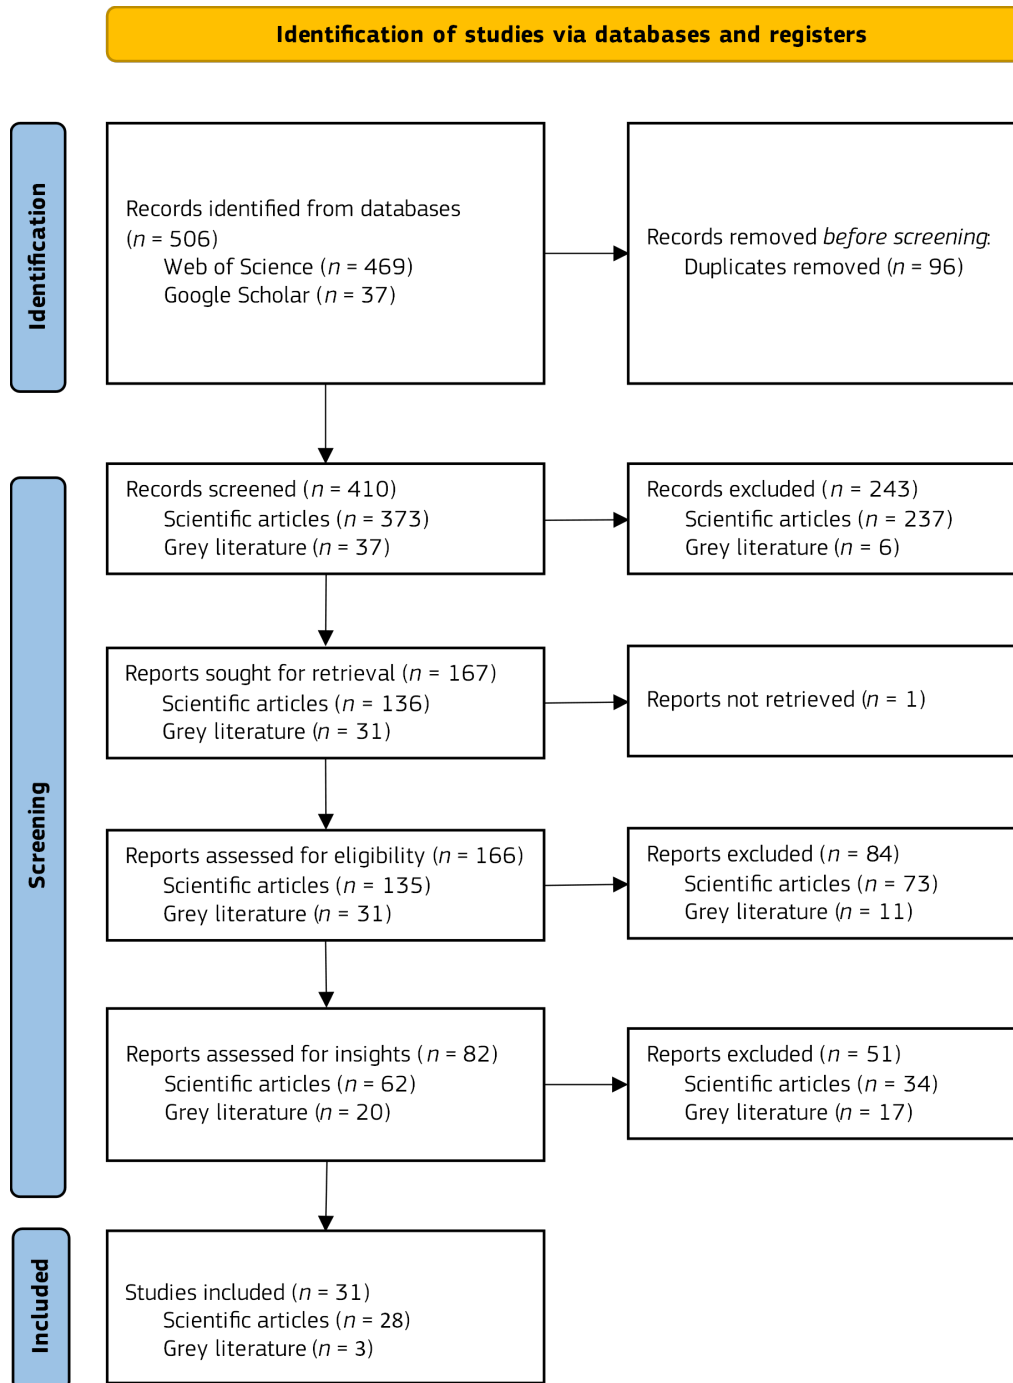 Identification of studies via databases and registers
Identification
Records identified from databases
(n = 506)
Web of Science (n = 469)
Google Scholar (n = 37)
Records removed before screening:
Duplicates removed (n = 96)
Screening
Records screened (n = 410)
Scientific articles (n = 373)
Grey literature (n = 37)
Records excluded (n = 243)
Scientific articles (n = 237)
Grey literature (n = 6)
Reports sought for retrieval (n = 167)
Scientific articles (n = 136)
Grey literature (n = 31)
Reports not retrieved (n = 1)
Reports assessed for eligibility (n = 166)
Scientific articles (n = 135)
Grey literature (n = 31)
Reports excluded (n = 84)
Scientific articles (n = 73)
Grey literature (n = 11)
Reports assessed for insights (n = 82)
Scientific articles (n = 62)
Grey literature (n = 20)
Reports excluded (n = 51)
Scientific articles (n = 34)
Grey literature (n = 17)
Included
Studies included (n = 31)
Scientific articles (n = 28)
Grey literature (n = 3)